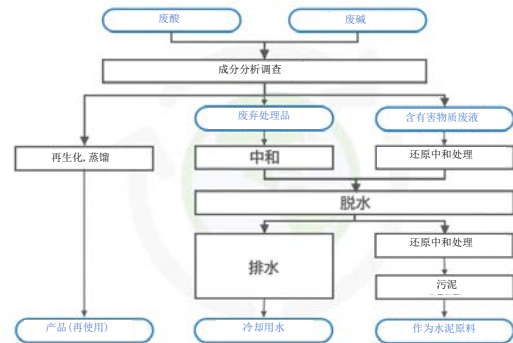 废酸
废碱
成分分析调查
废弃处理品
含有害物质废液
再生化, 蒸馏
中和
还原中和处理
脱水
排水
还原中和处理
污泥
产品(再使用)
冷却用水
作为水泥原料